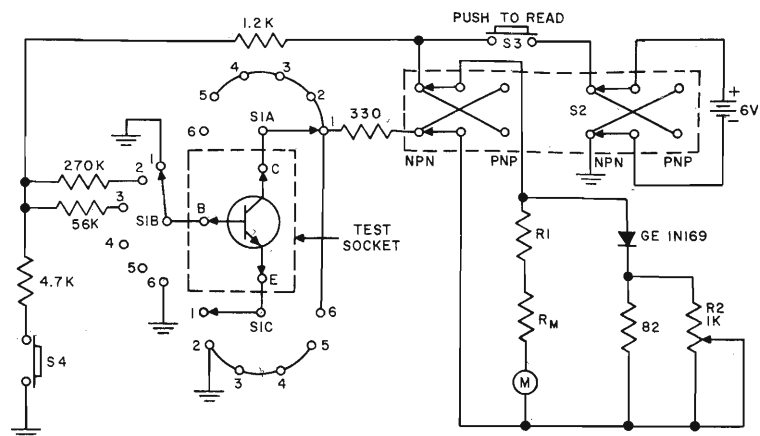 PUSH TO READ
1.2K
S3
4
3
5
2
S2
+
6V
−
S1A
1
330
6
C
NPN
PNP
NPN
PNP
1
270K
2
56K
3
S1B
B
TEST
SOCKET
R1
GE 1N169
4
5
6
4.7K
E
1
S1C
6
RM
82
R2
1K
S4
2
5
3
4
M